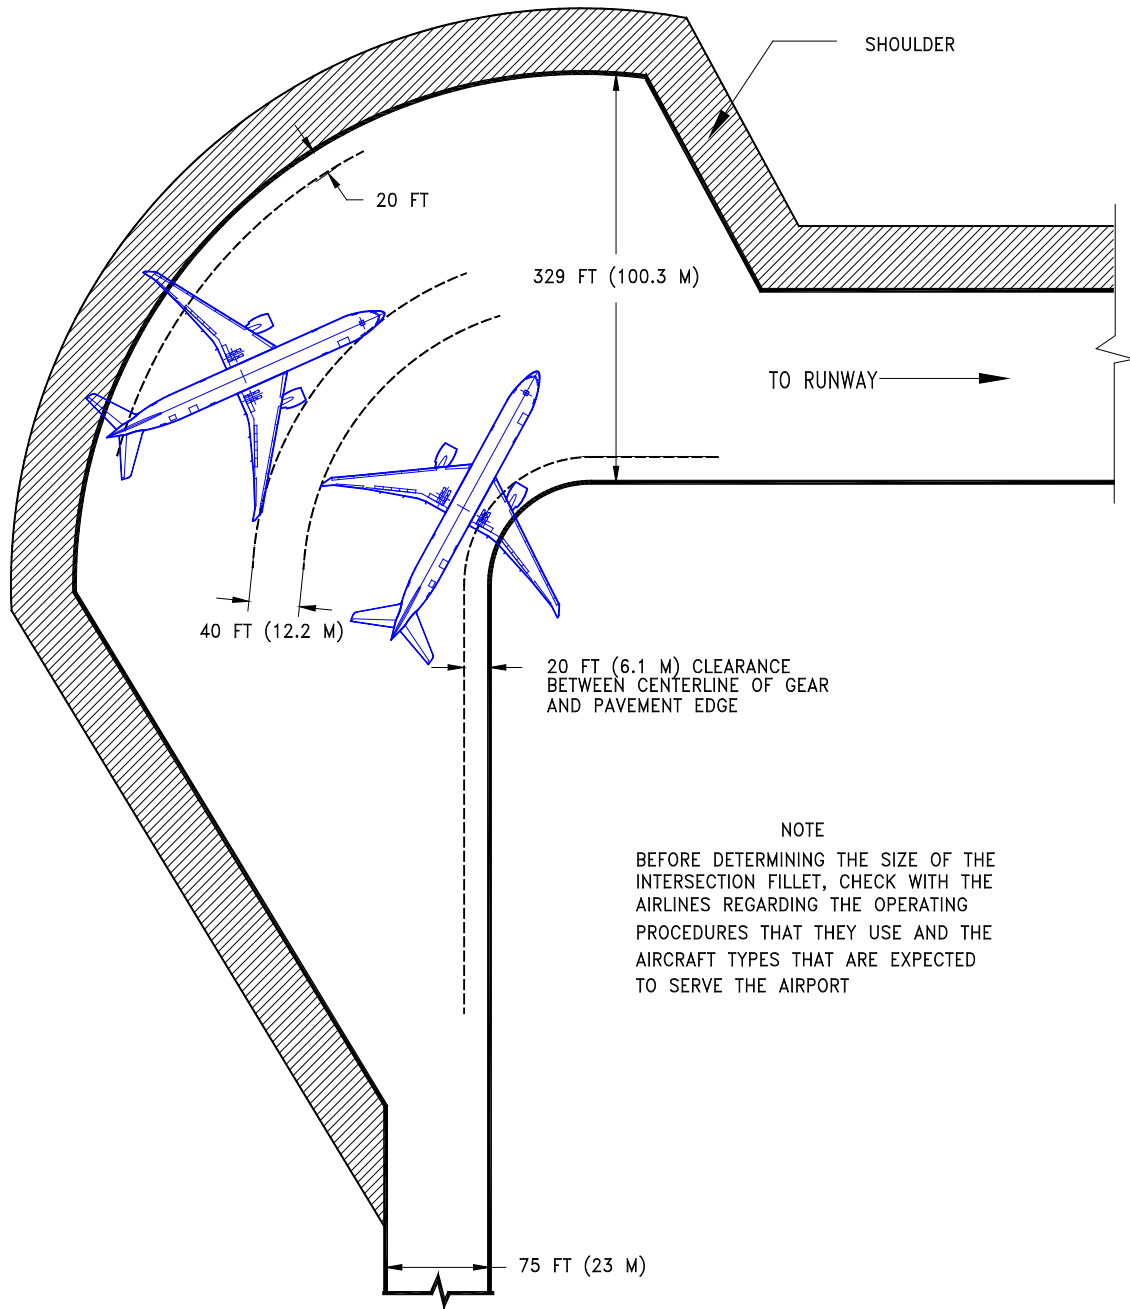 SHOULDER
20 FT
329 FT (100.3 M)
TO RUNWAY
40 FT (12.2 M)
20 FT (6.1 M) CLEARANCE
BETWEEN CENTERLINE OF GEAR
AND PAVEMENT EDGE
NOTE
BEFORE DETERMINING THE SIZE OF THE
INTERSECTION FILLET, CHECK WITH THE
AIRLINES REGARDING THE OPERATING
PROCEDURES THAT THEY USE AND THE
AIRCRAFT TYPES THAT ARE EXPECTED
TO SERVE THE AIRPORT
75 FT (23 M)